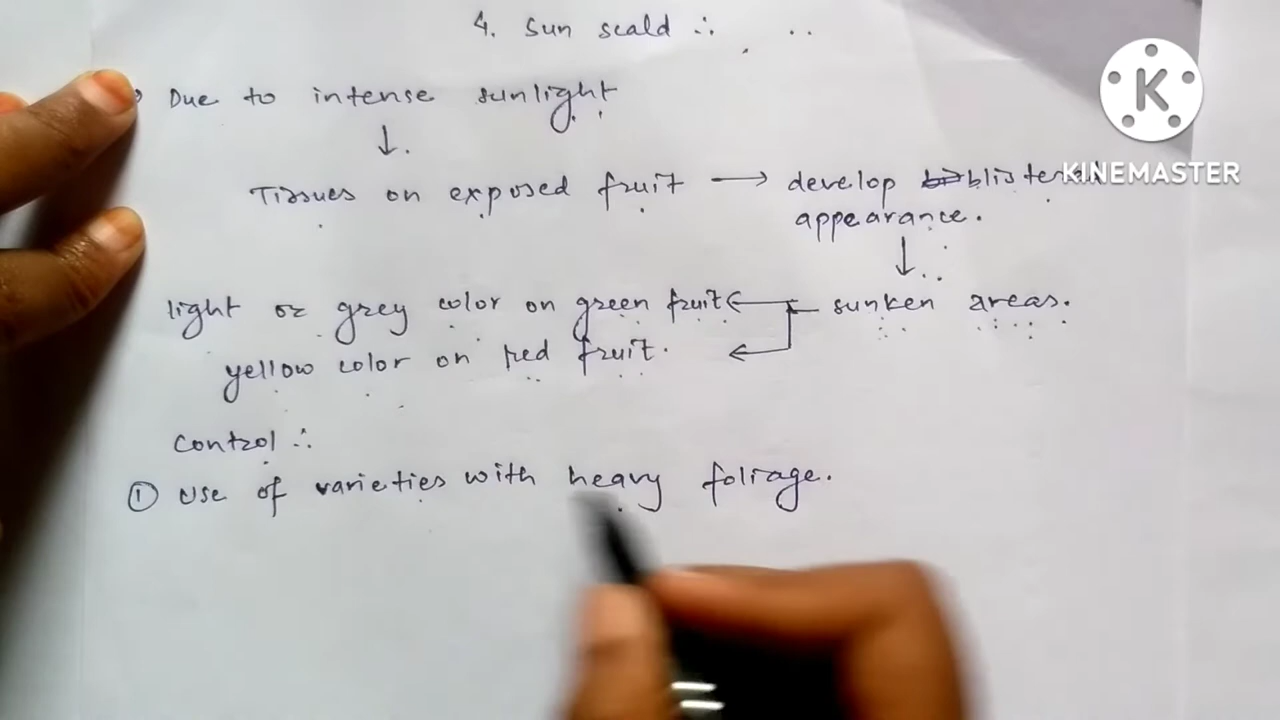 4. Sun scald ∴
Due to intense sunlight
↓
Tissues on exposed fruit → develop blistered
appearance.
↓
light or grey color on green fruit ← sunken areas.
yellow color on red fruit. ←
Control ∴
① Use of varieties with heavy foliage.
K
KINEMASTER